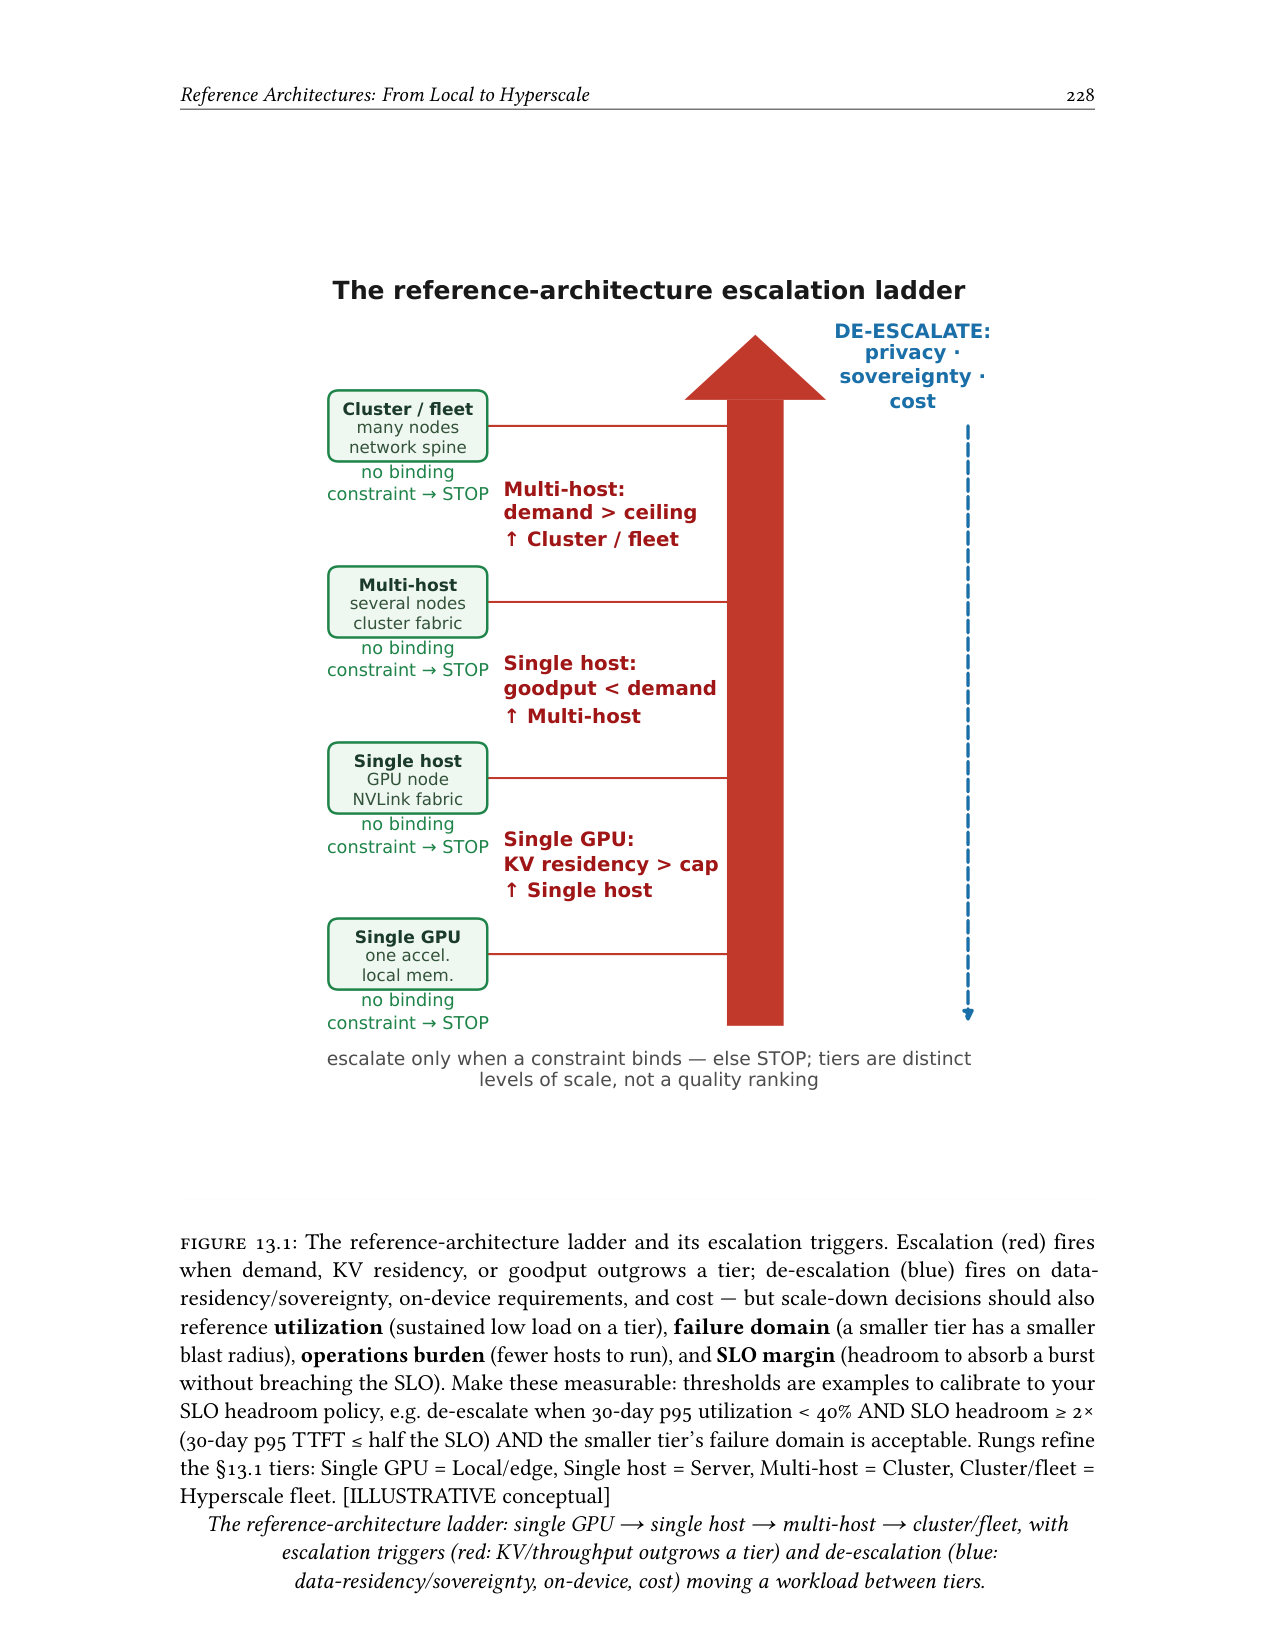 Reference Architectures: From Local to Hyperscale 228
The reference-architecture escalation ladder
DE-ESCALATE:
privacy ·
sovereignty ·
cost
Cluster / fleet
many nodes
network spine
no binding
constraint → STOP
Multi-host:
demand > ceiling
↑ Cluster / fleet
Multi-host
several nodes
cluster fabric
no binding
constraint → STOP
Single host:
goodput < demand
↑ Multi-host
Single host
GPU node
NVLink fabric
no binding
constraint → STOP
Single GPU:
KV residency > cap
↑ Single host
Single GPU
one accel.
local mem.
no binding
constraint → STOP
escalate only when a constraint binds — else STOP; tiers are distinct
levels of scale, not a quality ranking
FIGURE 13.1: The reference-architecture ladder and its escalation triggers. Escalation (red) fires
when demand, KV residency, or goodput outgrows a tier; de-escalation (blue) fires on data-
residency/sovereignty, on-device requirements, and cost — but scale-down decisions should also
reference utilization (sustained low load on a tier), failure domain (a smaller tier has a smaller
blast radius), operations burden (fewer hosts to run), and SLO margin (headroom to absorb a burst
without breaching the SLO). Make these measurable: thresholds are examples to calibrate to your
SLO headroom policy, e.g. de-escalate when 30-day p95 utilization < 40% AND SLO headroom ≥ 2×
(30-day p95 TTFT ≤ half the SLO) AND the smaller tier's failure domain is acceptable. Rungs refine
the §13.1 tiers: Single GPU = Local/edge, Single host = Server, Multi-host = Cluster, Cluster/fleet =
Hyperscale fleet. [ILLUSTRATIVE conceptual]
The reference-architecture ladder: single GPU → single host → multi-host → cluster/fleet, with
escalation triggers (red: KV/throughput outgrows a tier) and de-escalation (blue:
data-residency/sovereignty, on-device, cost) moving a workload between tiers.